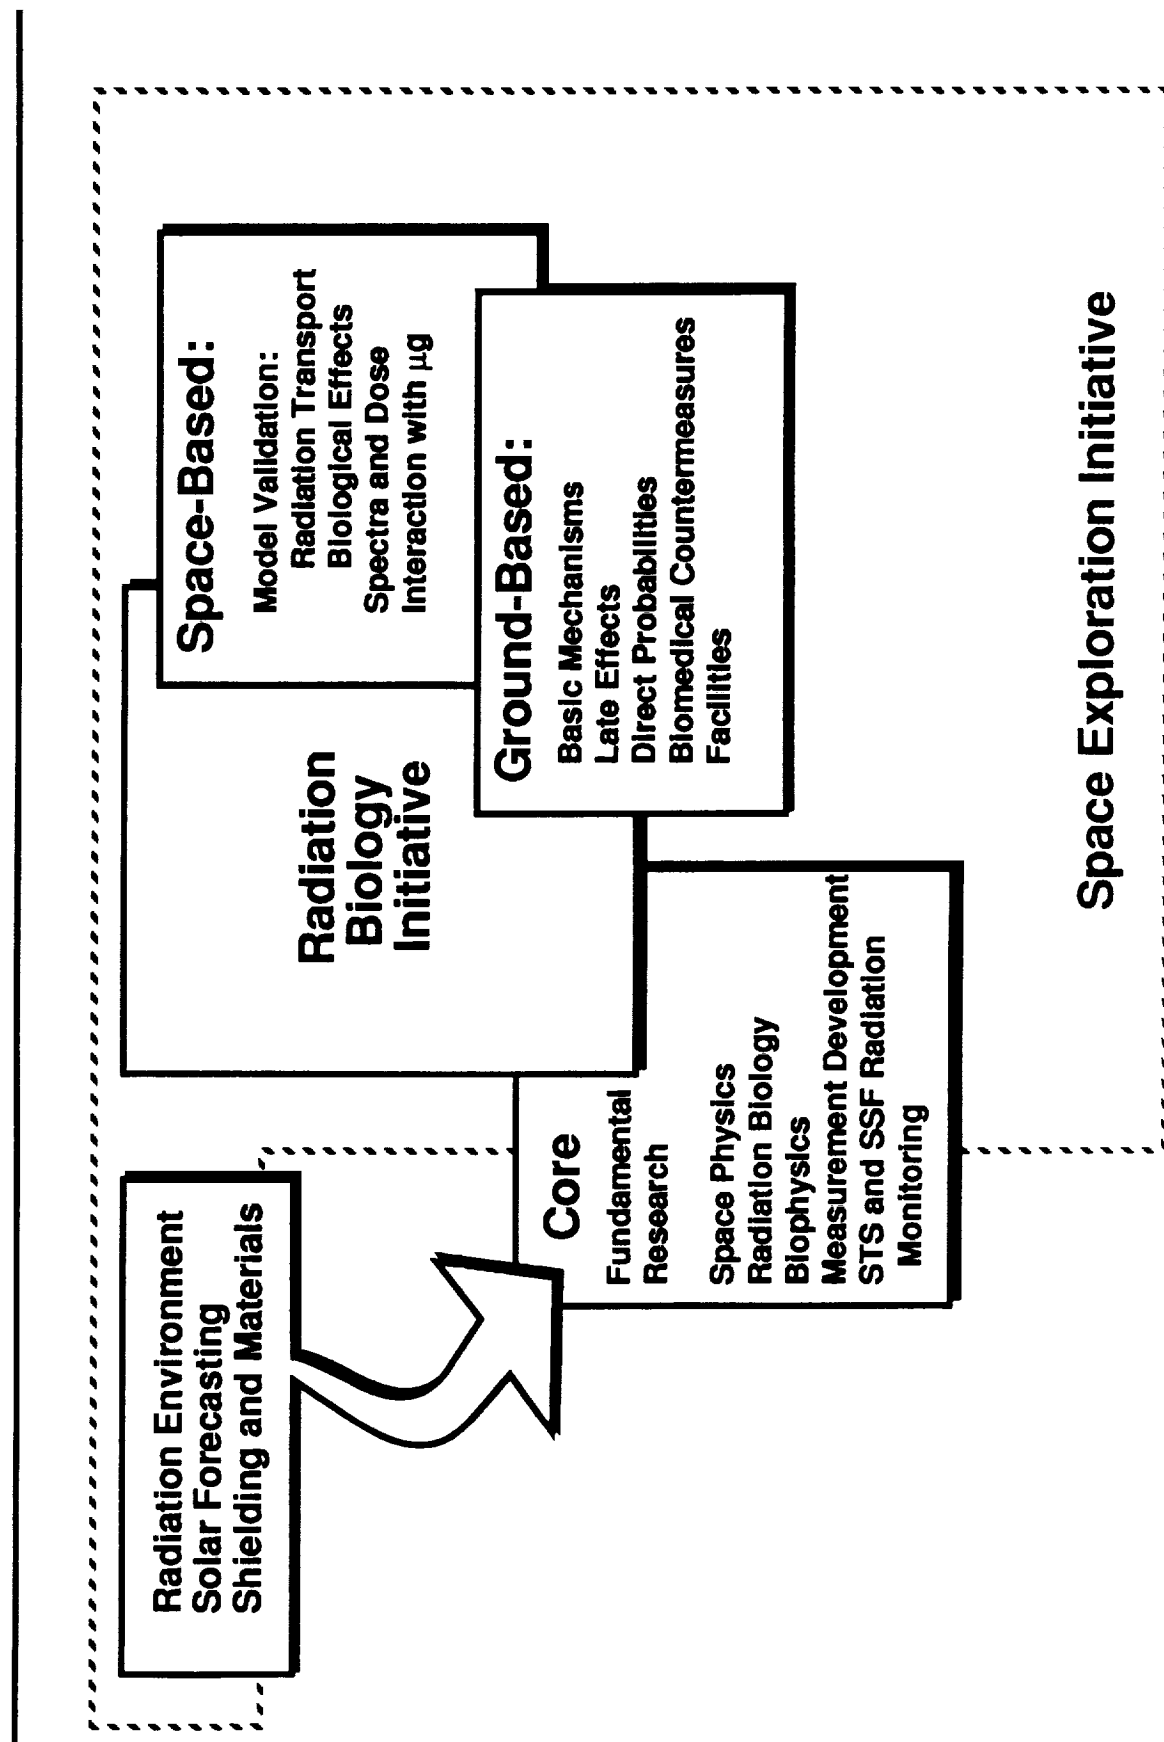 Radiation Environment
Solar Forecasting
Shielding and Materials
Core
Fundamental
Research
Space Physics
Radiation Biology
Biophysics
Measurement Development
STS and SSF Radiation
Monitoring
Radiation
Biology
Initiative
Space-Based:
Model Validation:
Radiation Transport
Biological Effects
Spectra and Dose
Interaction with µg
Ground-Based:
Basic Mechanisms
Late Effects
Direct Probabilities
Biomedical Countermeasures
Facilities
Space Exploration Initiative